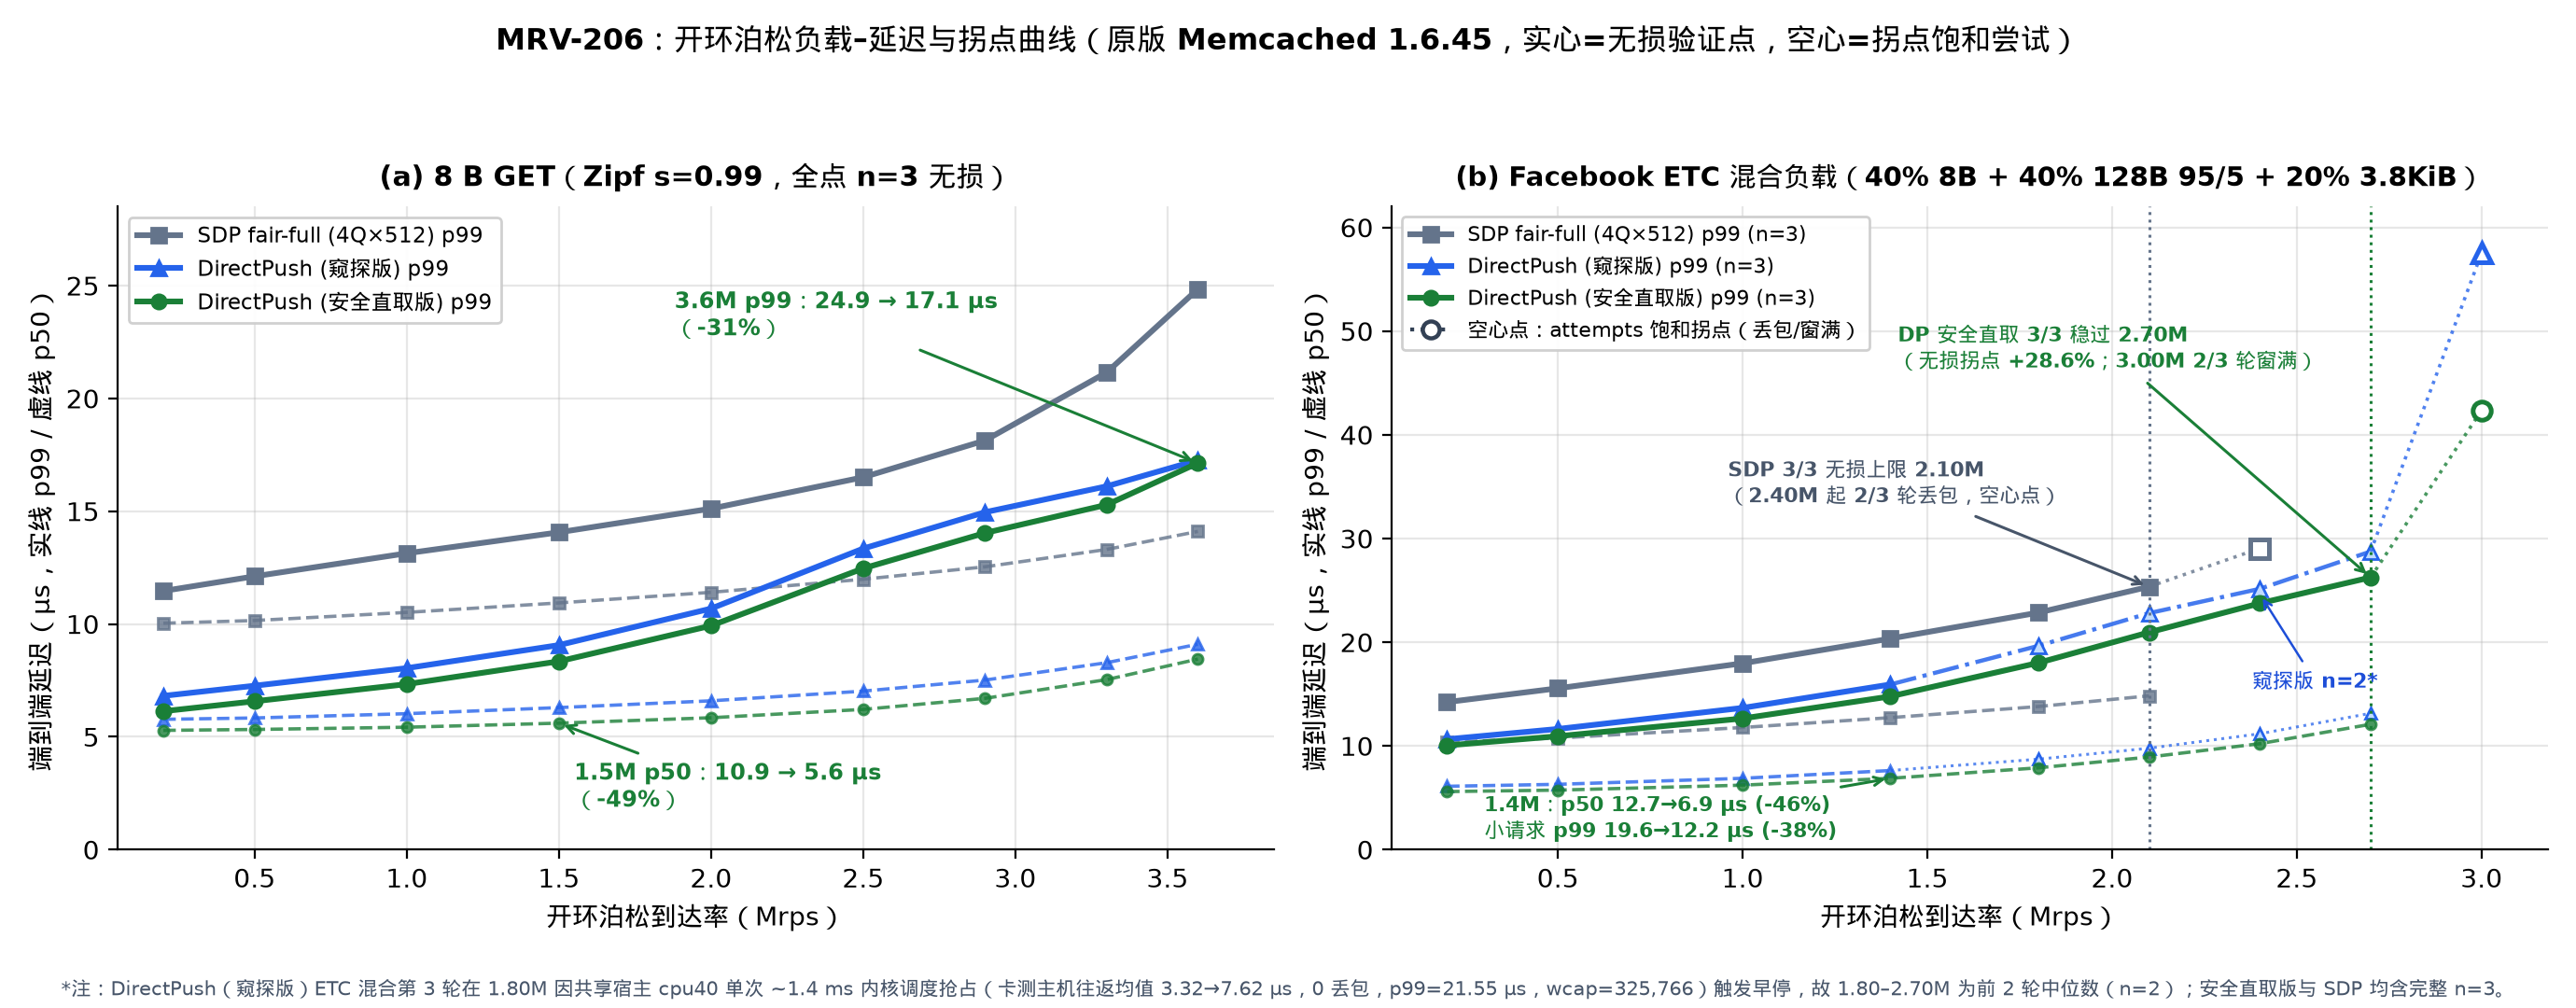 MRV-206：开环泊松负载–延迟与拐点曲线（原版 Memcached 1.6.45，实心=无损验证点，空心=拐点饱和尝试）
(a) 8 B GET（Zipf s=0.99，全点 n=3 无损）
SDP fair-full (4Q×512) p99
DirectPush (窥探版) p99
DirectPush (安全直取版) p99
3.6M p99：24.9 → 17.1 µs
（-31%）
1.5M p50：10.9 → 5.6 µs
（-49%）
端到端延迟（µs，实线 p99 / 虚线 p50）
25
20
15
10
5
0
0.5 1.0 1.5 2.0 2.5 3.0 3.5
开环泊松到达率（Mrps）
(b) Facebook ETC 混合负载（40% 8B + 40% 128B 95/5 + 20% 3.8KiB）
SDP fair-full (4Q×512) p99 (n=3)
DirectPush (窥探版) p99 (n=3)
DirectPush (安全直取版) p99 (n=3)
空心点：attempts 饱和拐点（丢包/窗满）
DP 安全直取 3/3 稳过 2.70M
（无损拐点 +28.6%；3.00M 2/3 轮窗满）
SDP 3/3 无损上限 2.10M
（2.40M 起 2/3 轮丢包，空心点）
窥探版 n=2*
1.4M：p50 12.7→6.9 µs (-46%)
小请求 p99 19.6→12.2 µs (-38%)
端到端延迟（µs，实线 p99 / 虚线 p50）
60
50
40
30
20
10
0
0.5 1.0 1.5 2.0 2.5 3.0
开环泊松到达率（Mrps）
*注：DirectPush（窥探版）ETC 混合第 3 轮在 1.80M 因共享宿主 cpu40 单次 ~1.4 ms 内核调度抢占（卡测主机往返均值 3.32→7.62 µs，0 丢包，p99=21.55 µs，wcap=325,766）触发早停，故 1.80–2.70M 为前 2 轮中位数（n=2）；安全直取版与 SDP 均含完整 n=3。